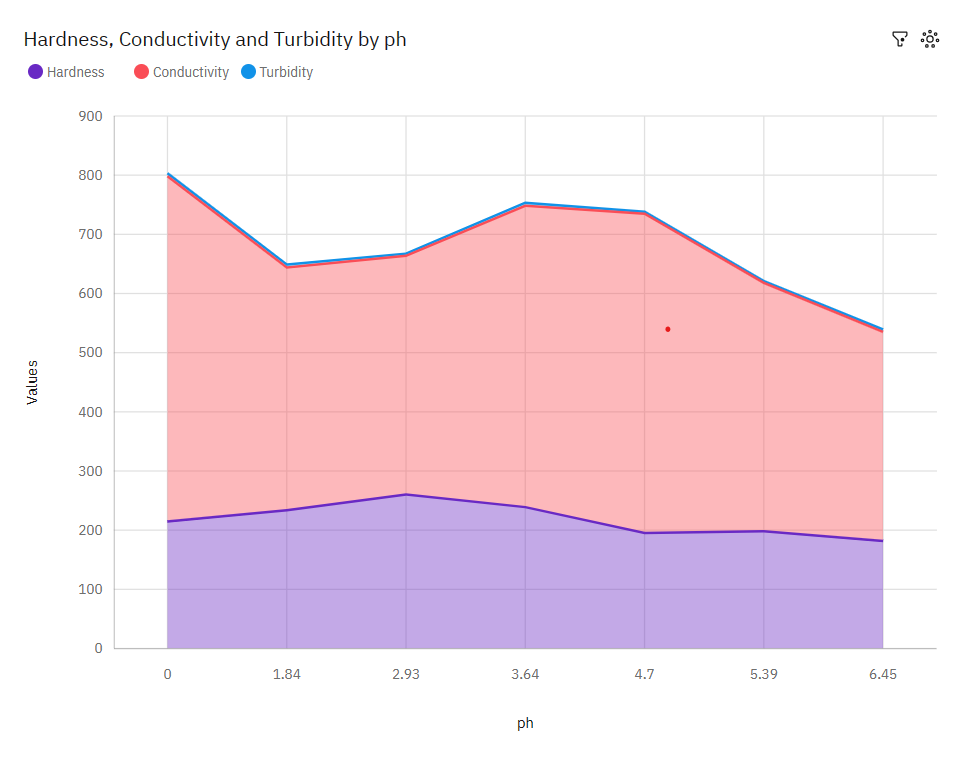 Hardness, Conductivity and Turbidity by ph
Hardness Conductivity Turbidity
900
800
700
600
500
400
300
200
100
0
Values
0 1.84 2.93 3.64 4.7 5.39 6.45
ph